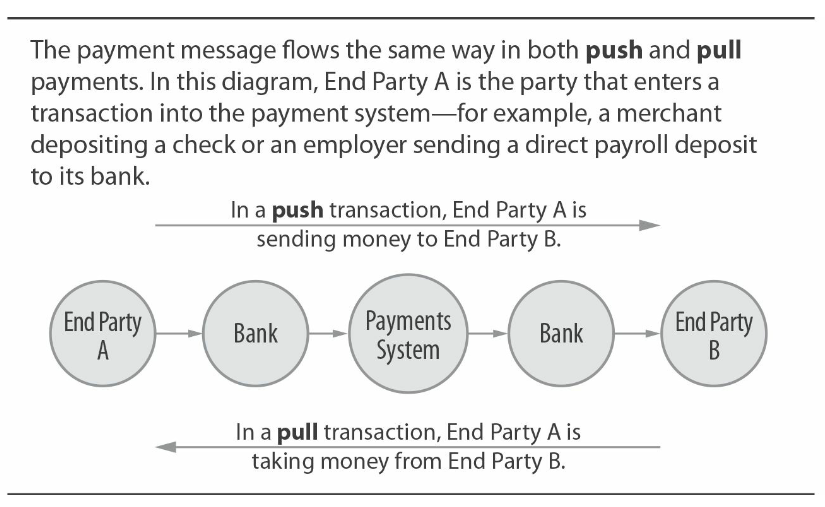 The payment message flows the same way in both push and pull
payments. In this diagram, End Party A is the party that enters a
transaction into the payment system—for example, a merchant
depositing a check or an employer sending a direct payroll deposit
to its bank.
In a push transaction, End Party A is
sending money to End Party B.
End Party
A
Bank
Payments
System
Bank
End Party
B
In a pull transaction, End Party A is
taking money from End Party B.